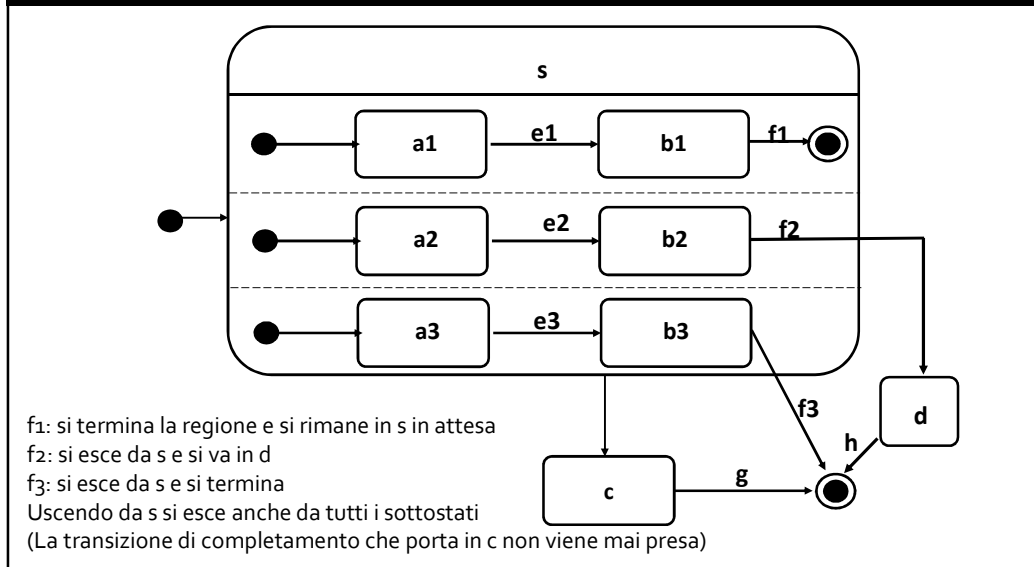 s
a1 e1 b1 f1
a2 e2 b2 f2
a3 e3 b3
f3
d
h
c g
f1: si termina la regione e si rimane in s in attesa
f2: si esce da s e si va in d
f3: si esce da s e si termina
Uscendo da s si esce anche da tutti i sottostati
(La transizione di completamento che porta in c non viene mai presa)